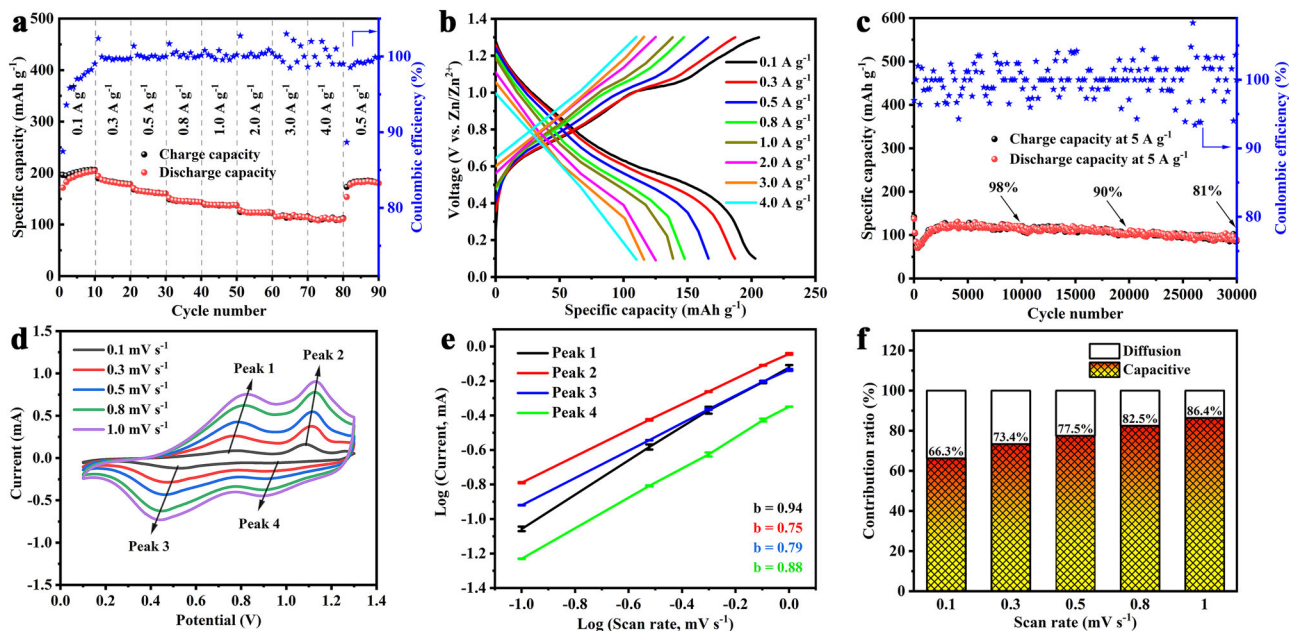 a
500
400
300
200
100
0
Specific capacity (mAh g⁻¹)
0.1 A g⁻¹
0.3 A g⁻¹
0.5 A g⁻¹
0.8 A g⁻¹
1.0 A g⁻¹
2.0 A g⁻¹
3.0 A g⁻¹
4.0 A g⁻¹
0.5 A g⁻¹
Charge capacity
Discharge capacity
0 10 20 30 40 50 60 70 80 90
Cycle number
100
90
80
70
Coulombic efficiency (%)
b
1.4
1.2
1.0
0.8
0.6
0.4
0.2
0.0
Voltage (V vs. Zn/Zn²⁺)
0.1 A g⁻¹
0.3 A g⁻¹
0.5 A g⁻¹
0.8 A g⁻¹
1.0 A g⁻¹
2.0 A g⁻¹
3.0 A g⁻¹
4.0 A g⁻¹
0 50 100 150 200 250
Specific capacity (mAh g⁻¹)
c
600
500
400
300
200
100
0
Specific capacity (mAh g⁻¹)
Charge capacity at 5 A g⁻¹
Discharge capacity at 5 A g⁻¹
98%
90%
81%
0 5000 10000 15000 20000 25000 30000
Cycle number
100
90
80
70
Coulombic efficiency (%)
d
1.5
1.0
0.5
0.0
-0.5
-1.0
-1.5
Current (mA)
0.1 mV s⁻¹
0.3 mV s⁻¹
0.5 mV s⁻¹
0.8 mV s⁻¹
1.0 mV s⁻¹
Peak 1
Peak 2
Peak 3
Peak 4
0.0 0.2 0.4 0.6 0.8 1.0 1.2 1.4
Potential (V)
e
0.2
0.0
-0.2
-0.4
-0.6
-0.8
-1.0
-1.2
-1.4
Log (Current, mA)
Peak 1
Peak 2
Peak 3
Peak 4
b = 0.94
b = 0.75
b = 0.79
b = 0.88
-1.0 -0.8 -0.6 -0.4 -0.2 0.0
Log (Scan rate, mV s⁻¹)
f
120
100
80
60
40
20
0
Contribution ratio (%)
Diffusion
Capacitive
66.3%
73.4%
77.5%
82.5%
86.4%
0.1 0.3 0.5 0.8 1
Scan rate (mV s⁻¹)